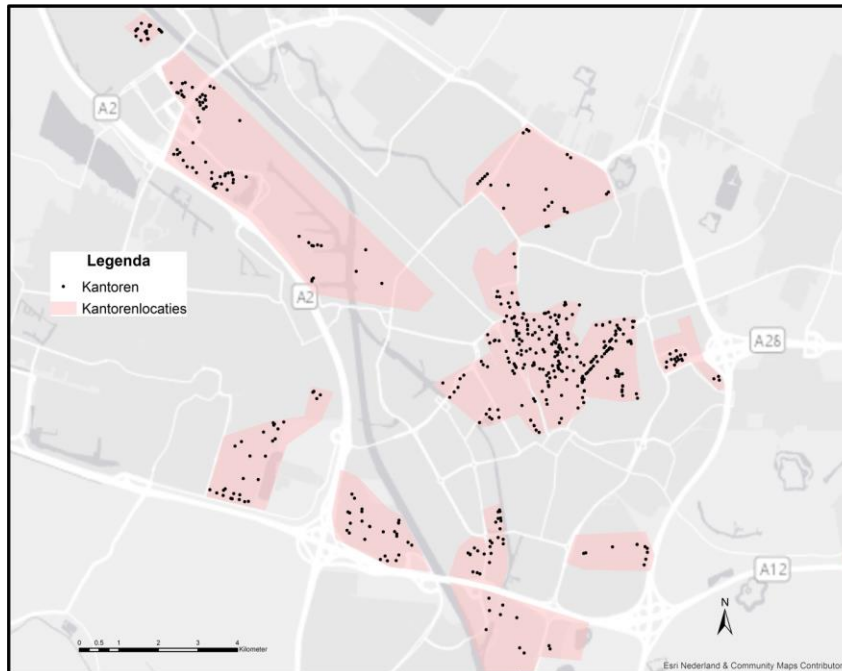 A2
Legenda
Kantoren
Kantorenlocaties
A2
A28
A12
N
0 0.5 1 2 3 4
Kilometer
Esri Nederland & Community Maps Contributor